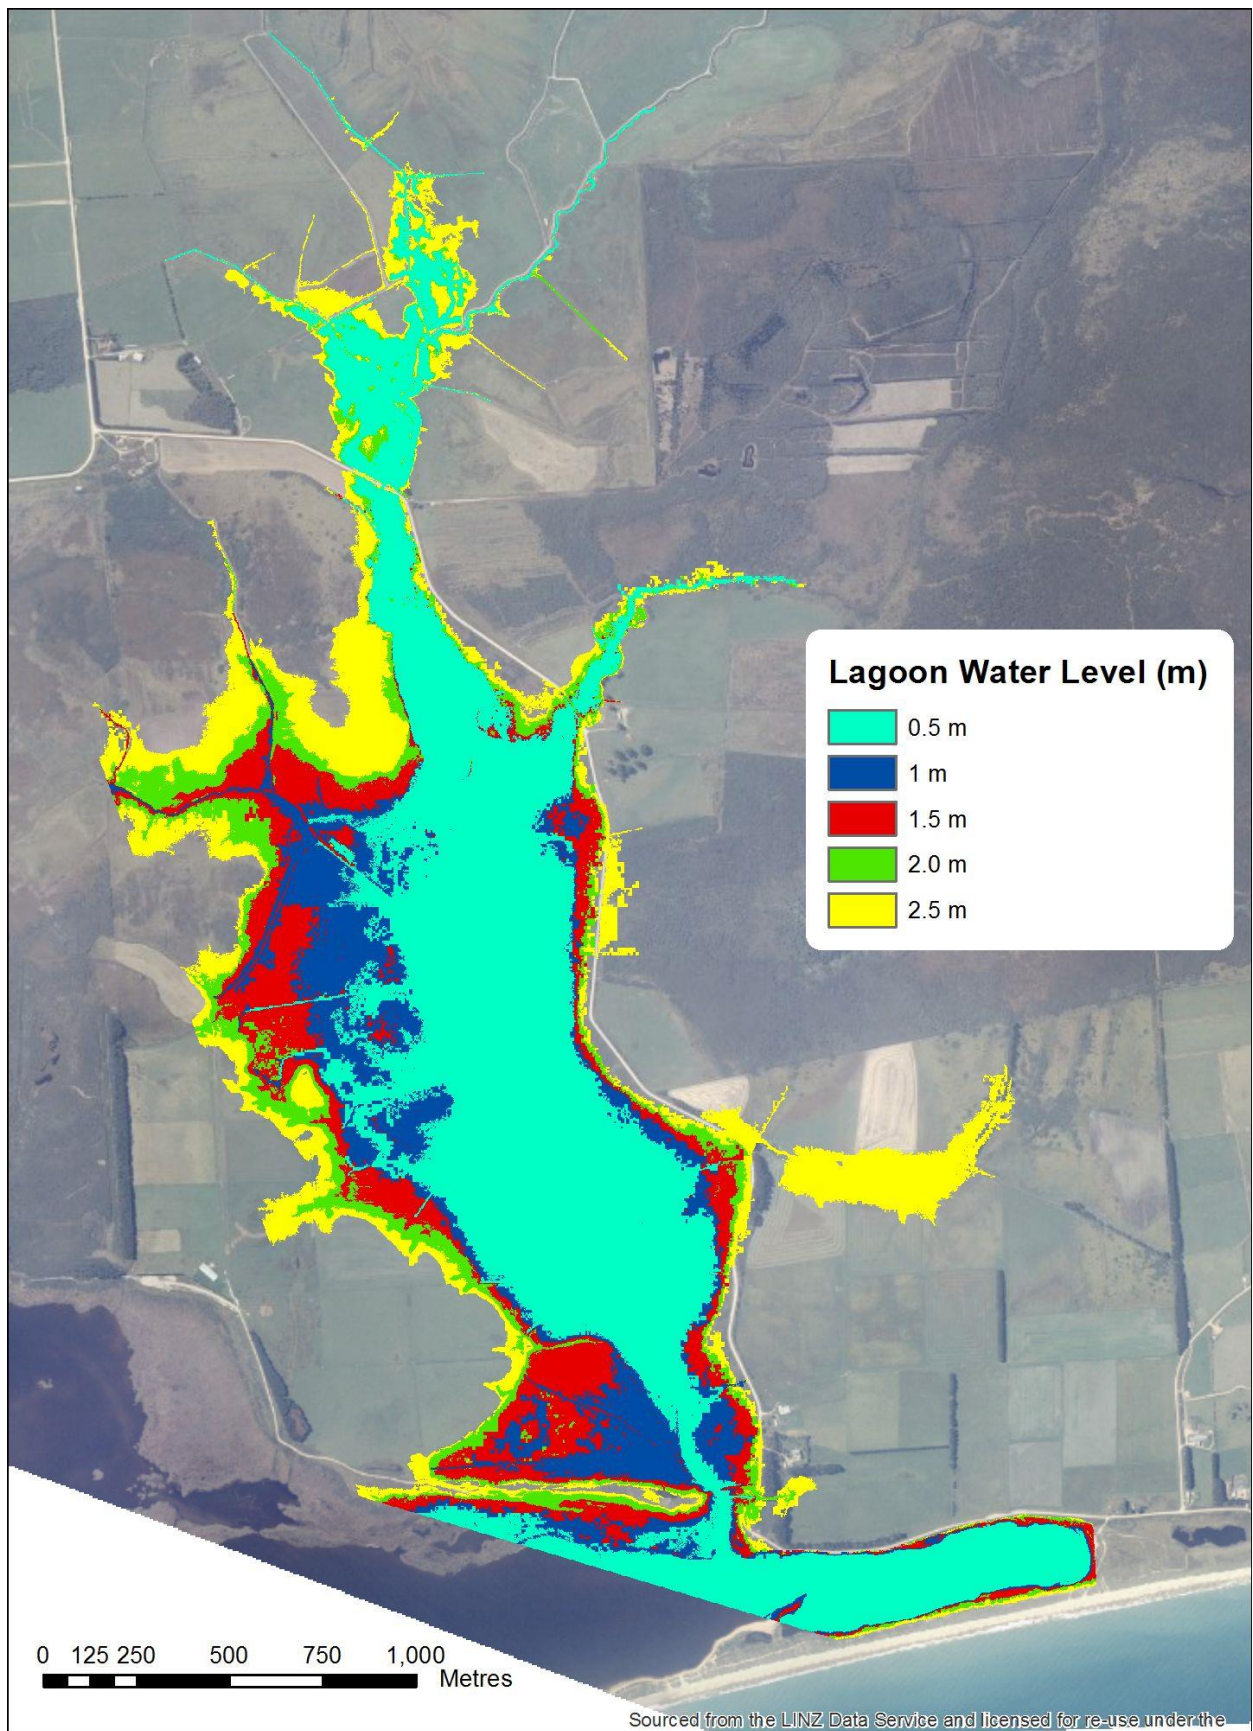 Lagoon Water Level (m)
0.5 m
1 m
1.5 m
2.0 m
2.5 m
0 125 250 500 750 1,000
Metres
Sourced from the LINZ Data Service and licensed for re-use under the